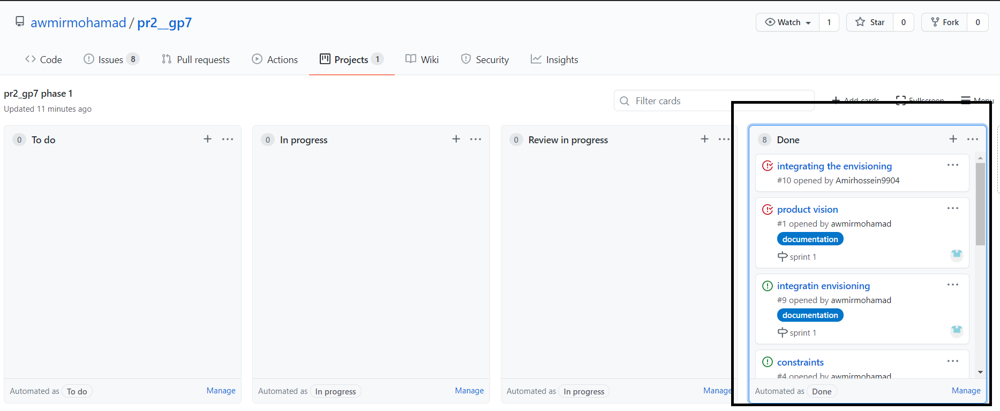 awmirmohamad / pr2__gp7
Watch 1 Star 0 Fork 0
Code Issues 8 Pull requests Actions Projects 1 Wiki Security Insights
pr2_gp7 phase 1
Updated 11 minutes ago
Filter cards
Add cards Fullscreen Menu
0 To do
Automated as To do Manage
0 In progress
Automated as In progress Manage
0 Review in progress
Automated as In progress Manage
8 Done
integrating the envisioning
#10 opened by Amirhossein9904
product vision
#1 opened by awmirmohamad
documentation
sprint 1
integratin envisioning
#9 opened by awmirmohamad
documentation
sprint 1
constraints
#4 opened by awmirmohamad
Automated as Done Manage